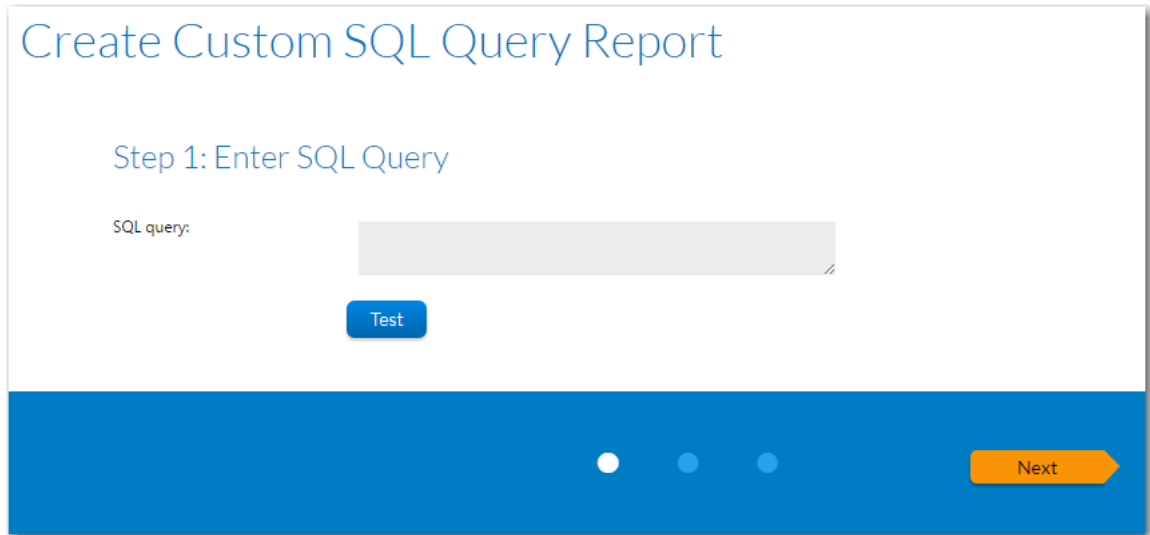 Create Custom SQL Query Report
Step 1: Enter SQL Query
SQL query:
Test
Next